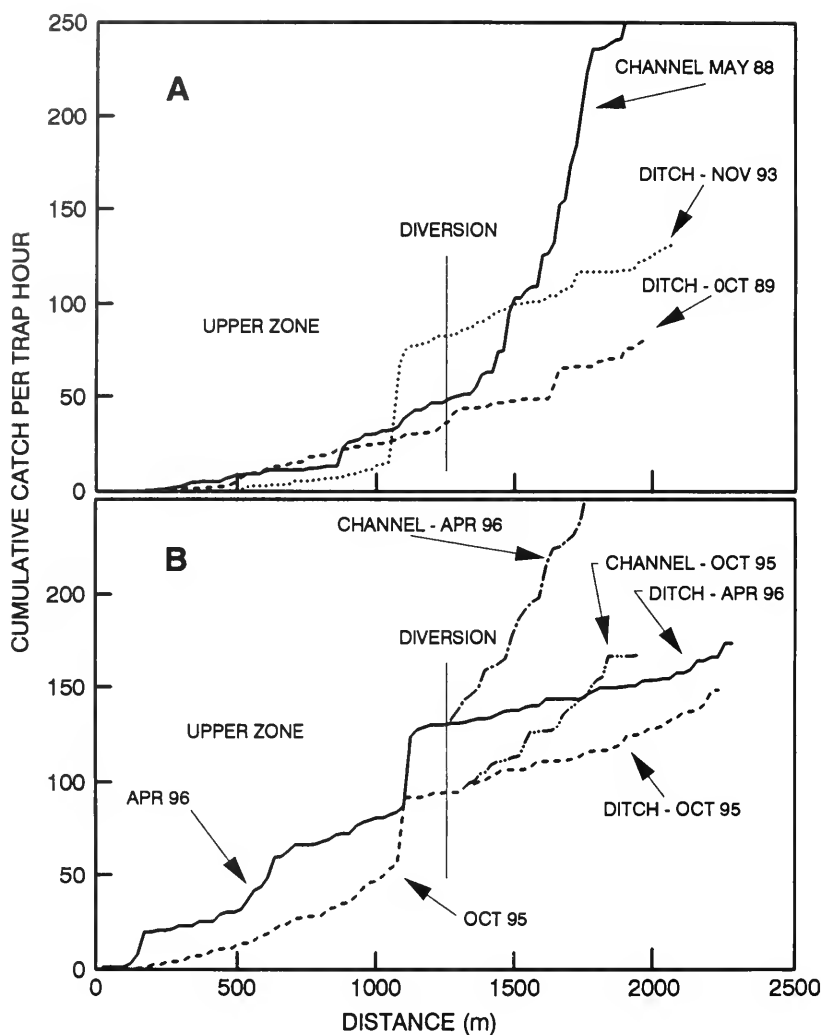 CUMULATIVE CATCH PER TRAP HOUR
250
200
150
100
50
0
A
CHANNEL MAY 88
DITCH - NOV 93
DIVERSION
DITCH - 0CT 89
UPPER ZONE
200
150
100
50
0
B
CHANNEL - APR 96
CHANNEL - OCT 95
DITCH - APR 96
DIVERSION
UPPER ZONE
APR 96
DITCH - OCT 95
OCT 95
0 500 1000 1500 2000 2500
DISTANCE (m)